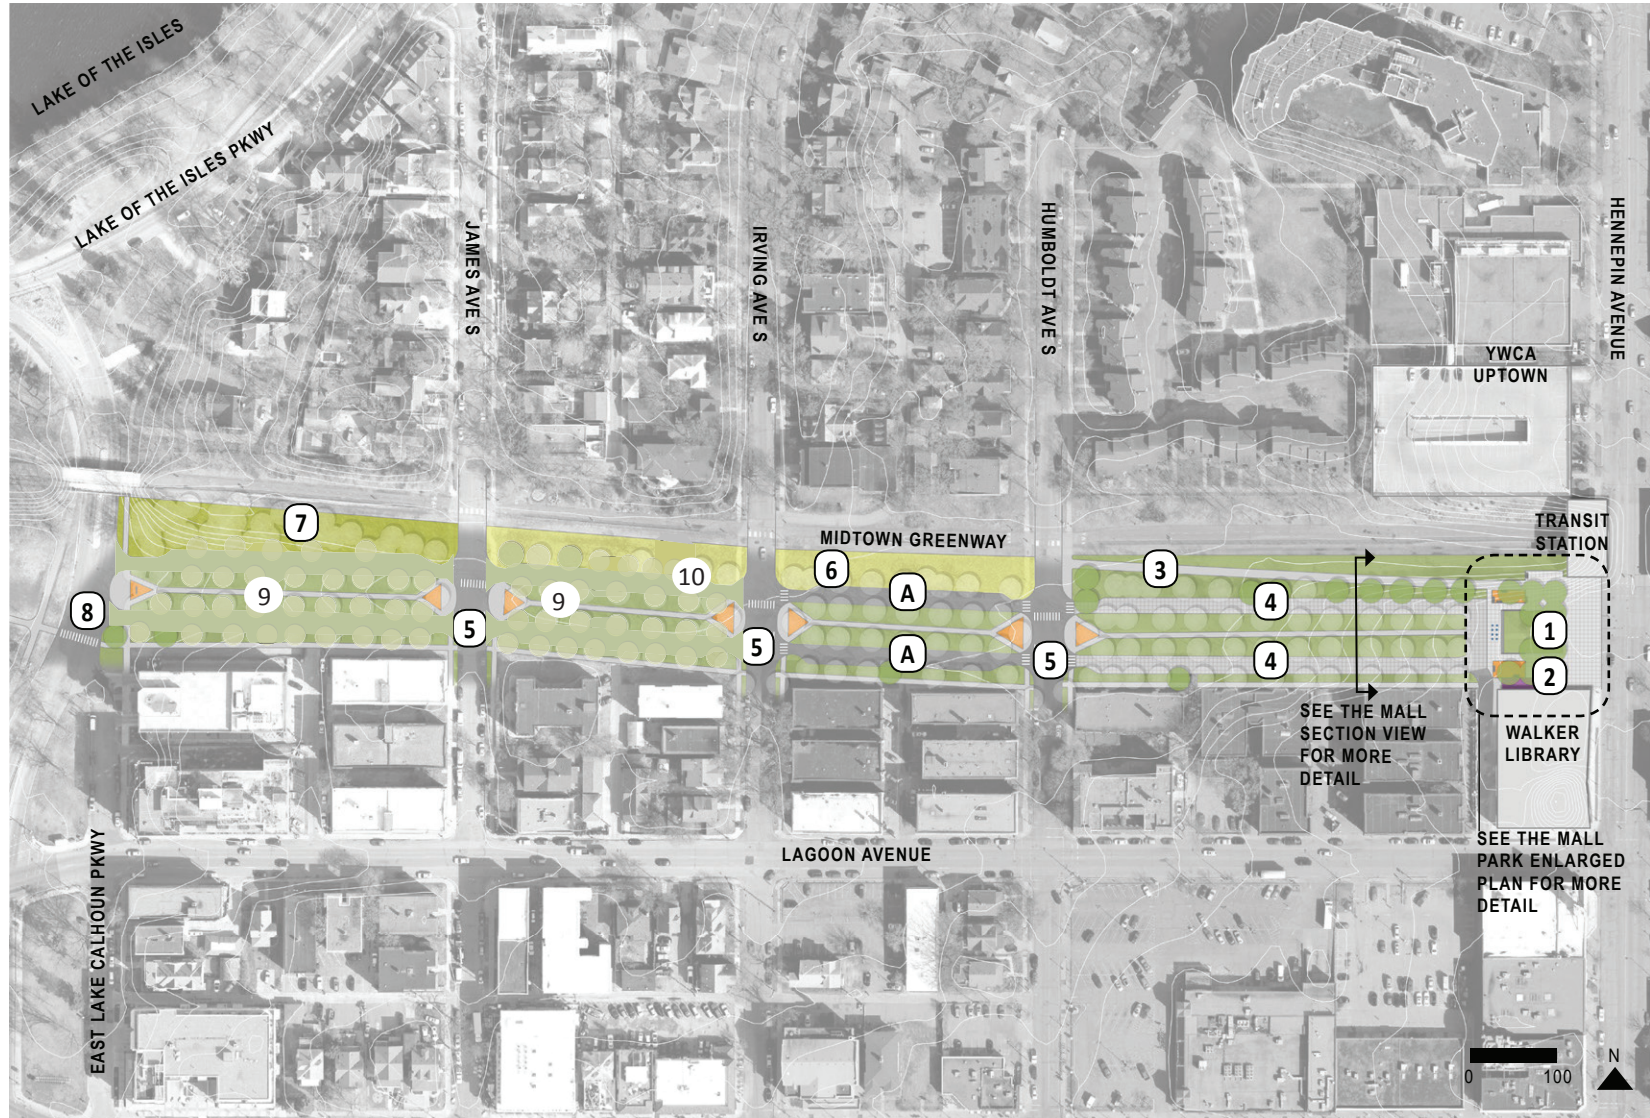 LAKE OF THE ISLES
LAKE OF THE ISLES PKWY
JAMES AVE S
IRVING AVE S
HUMBOLDT AVE S
HENNEPIN AVENUE
YWCA
UPTOWN
TRANSIT
STATION
MIDTOWN GREENWAY
7
6
3
10
9
9
A
4
8
5
5
A
5
4
1
2
SEE THE MALL
SECTION VIEW
FOR MORE
DETAIL
WALKER
LIBRARY
EAST LAKE CALHOUN PKWY
LAGOON AVENUE
SEE THE MALL
PARK ENLARGED
PLAN FOR MORE
DETAIL
0 100
N